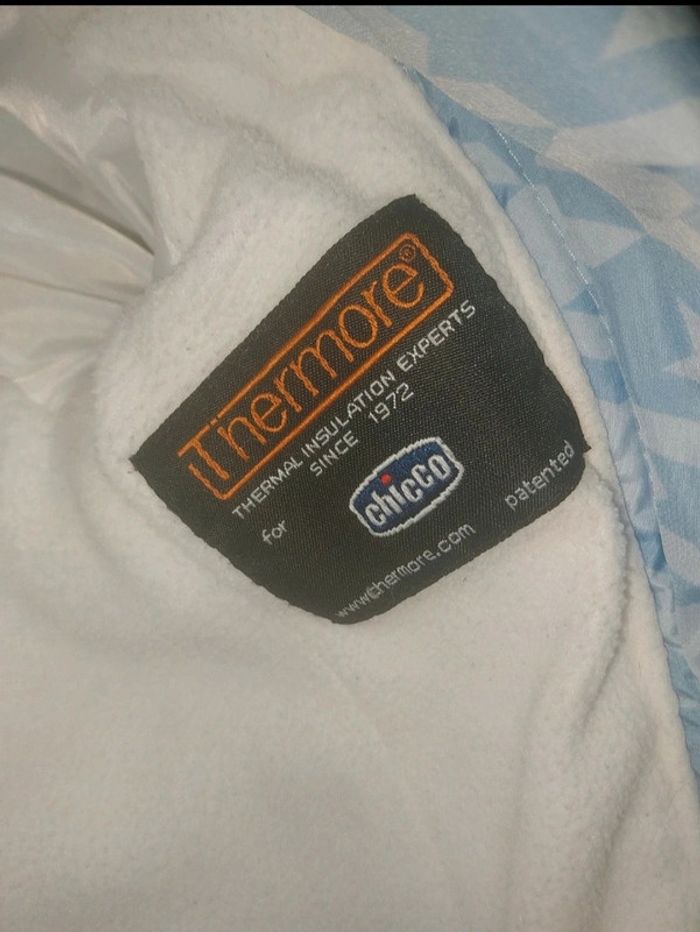 Thermore®
THERMAL INSULATION EXPERTS
SINCE 1972
for chicco patented
www.thermore.com